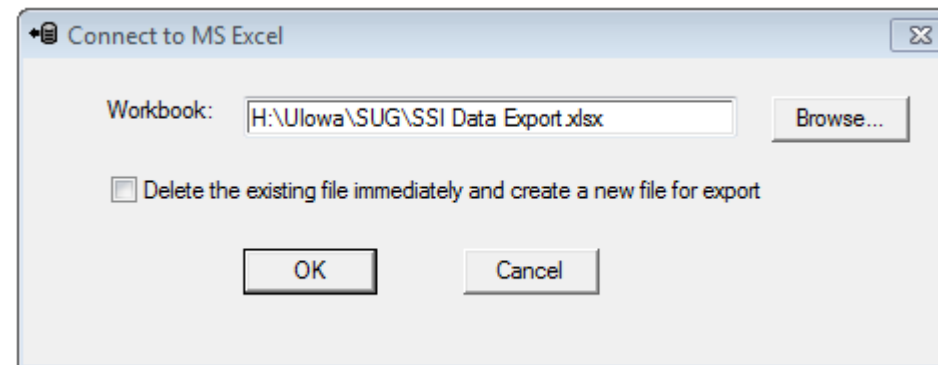 Connect to MS Excel
Workbook: H:\UIowa\SUG\SSI Data Export.xlsx Browse...
Delete the existing file immediately and create a new file for export
OK Cancel